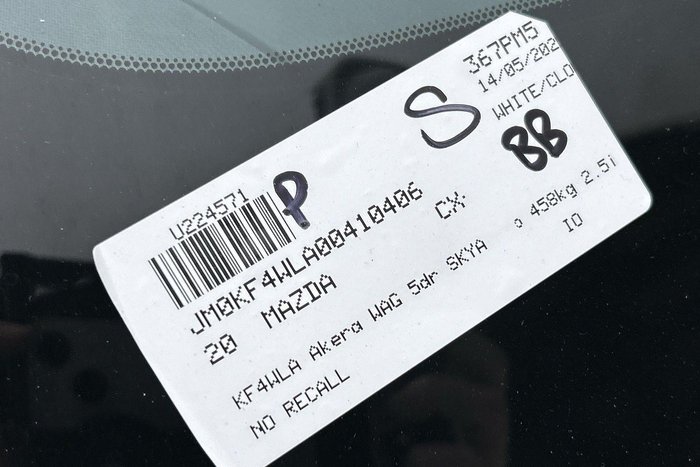 367PM5
14/05/202
WHITE/CLO
S
BB
U224571
P
JM0KF4WLA00410406
20 MAZDA CX
KF4WLA Akera WAG 5dr SKYA 458kg 2.5i
NO RECALL IO